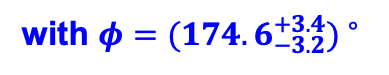 with ϕ = (174.6 +3.4 −3.2) °